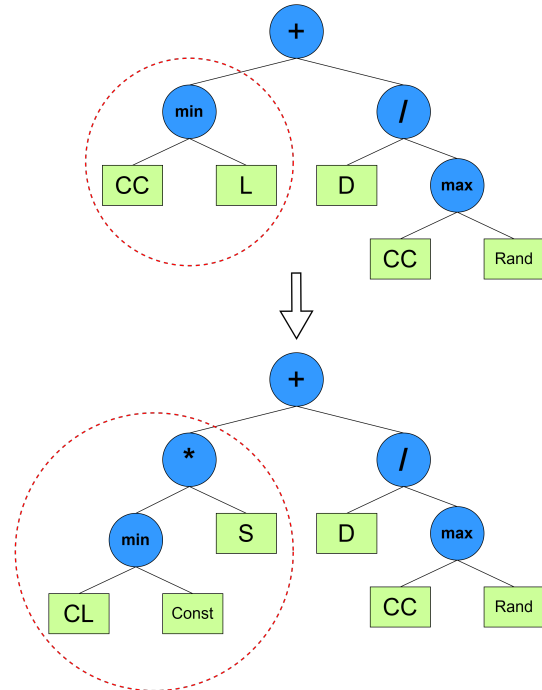 +
min /
CC L D max
CC Rand
+
* /
min S D max
CL Const CC Rand